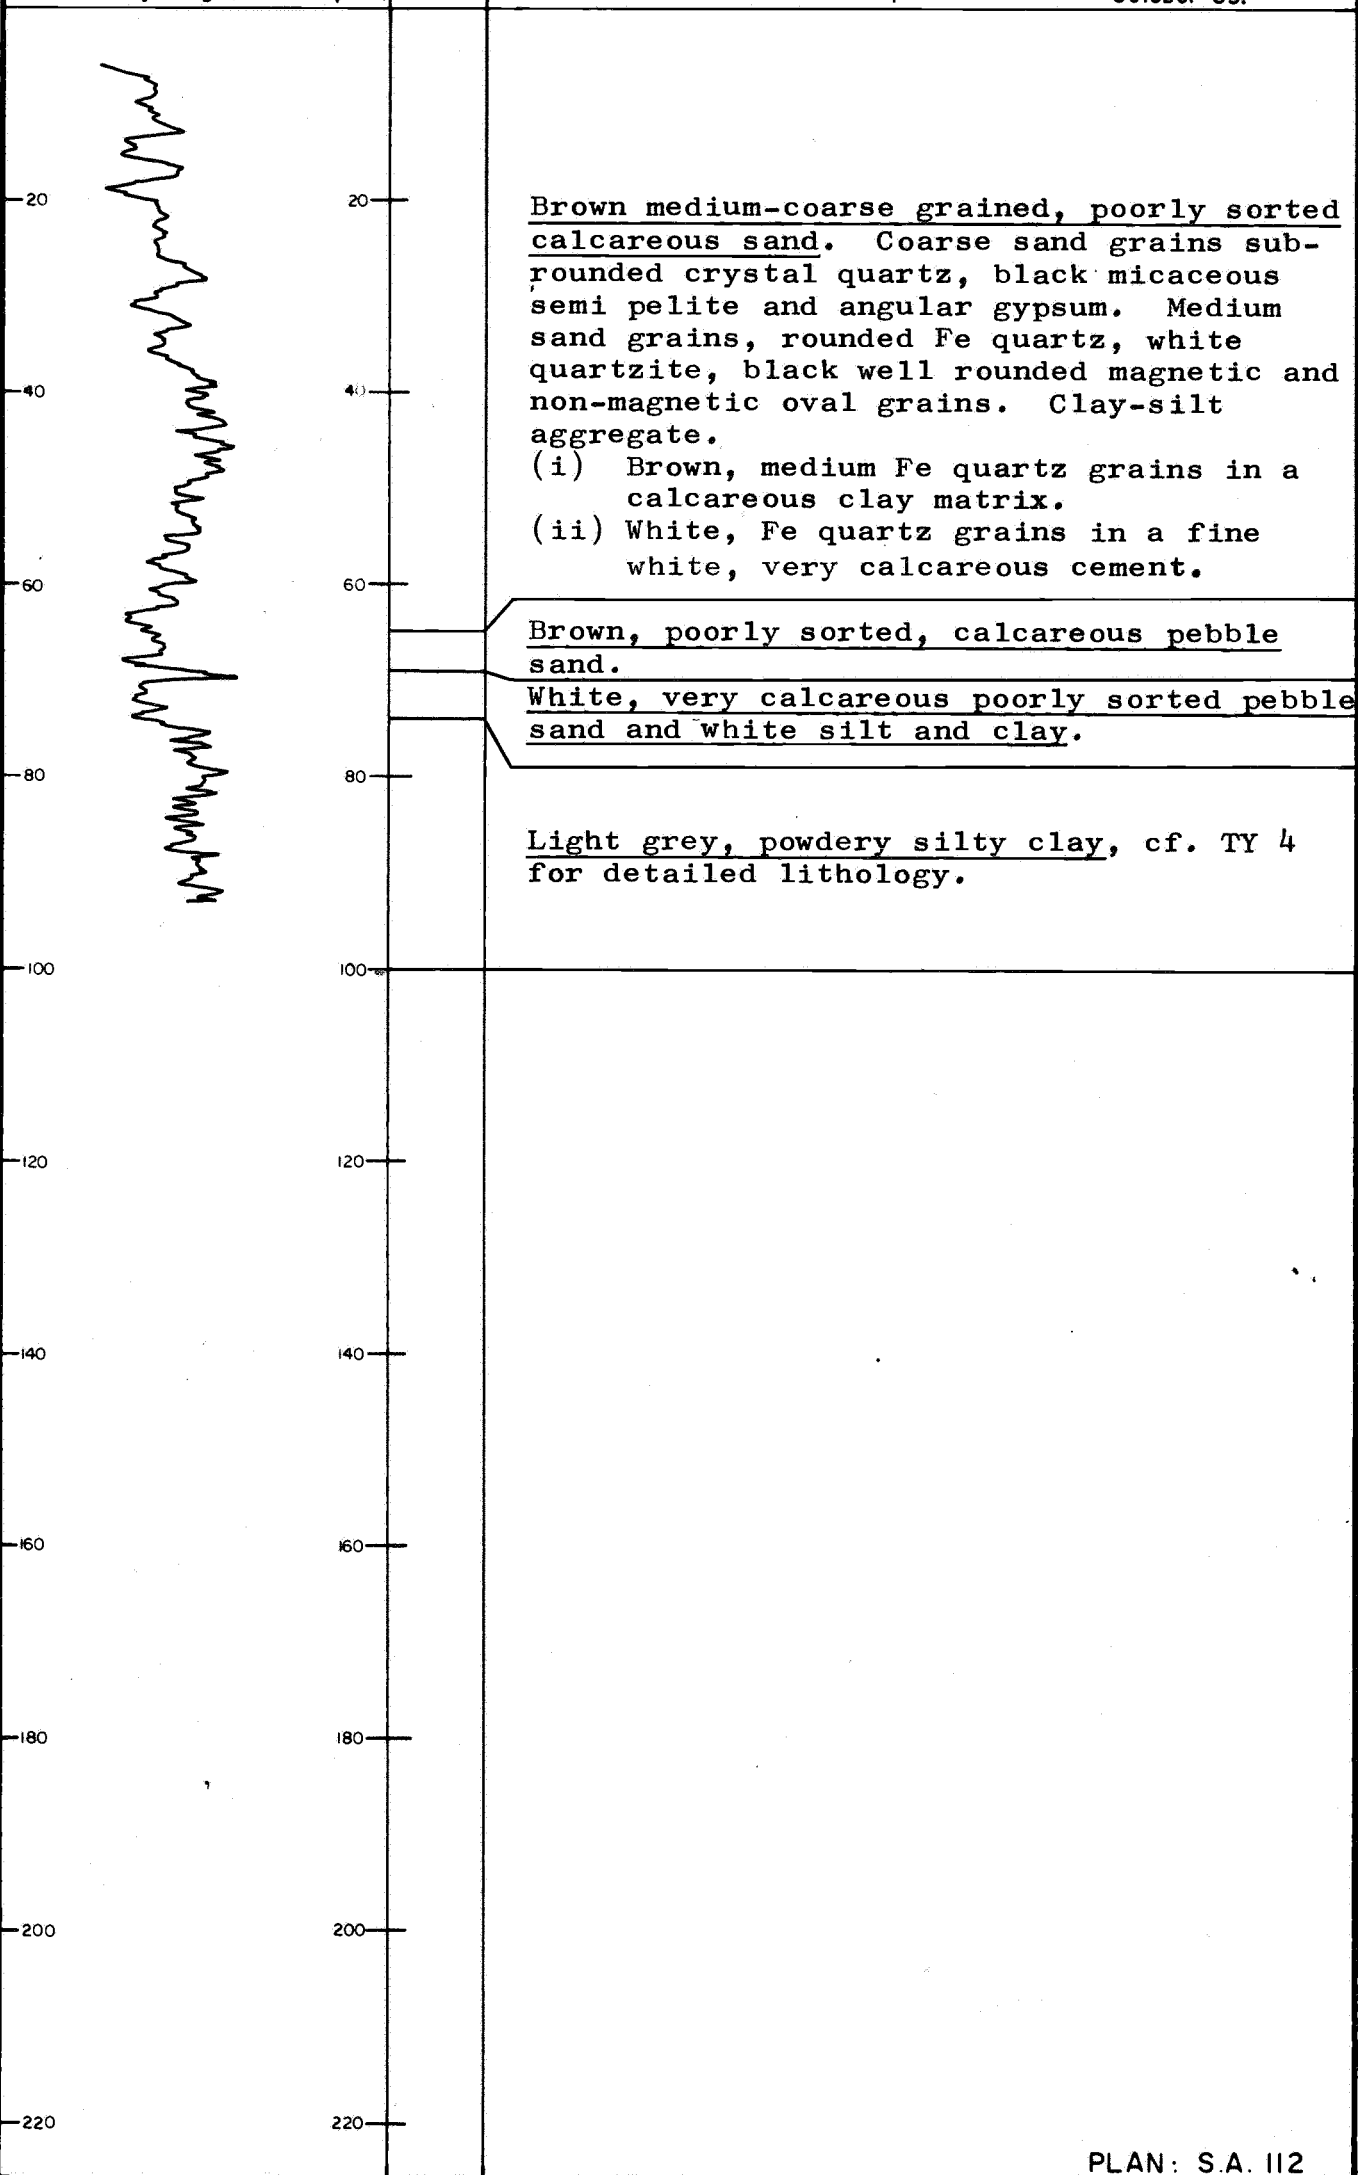 20
20
Brown medium-coarse grained, poorly sorted
calcareous sand. Coarse sand grains sub-
rounded crystal quartz, black micaceous
semi pelite and angular gypsum. Medium
sand grains, rounded Fe quartz, white
quartzite, black well rounded magnetic and
non-magnetic oval grains. Clay-silt
aggregate.
(i) Brown, medium Fe quartz grains in a
calcareous clay matrix.
(ii) White, Fe quartz grains in a fine
white, very calcareous cement.
40
40
60
60
Brown, poorly sorted, calcareous pebble
sand.
White, very calcareous poorly sorted pebble
sand and white silt and clay.
80
80
Light grey, powdery silty clay, cf. TY 4
for detailed lithology.
100
100
120
120
140
140
160
160
180
180
200
200
220
220
PLAN: S.A. 112